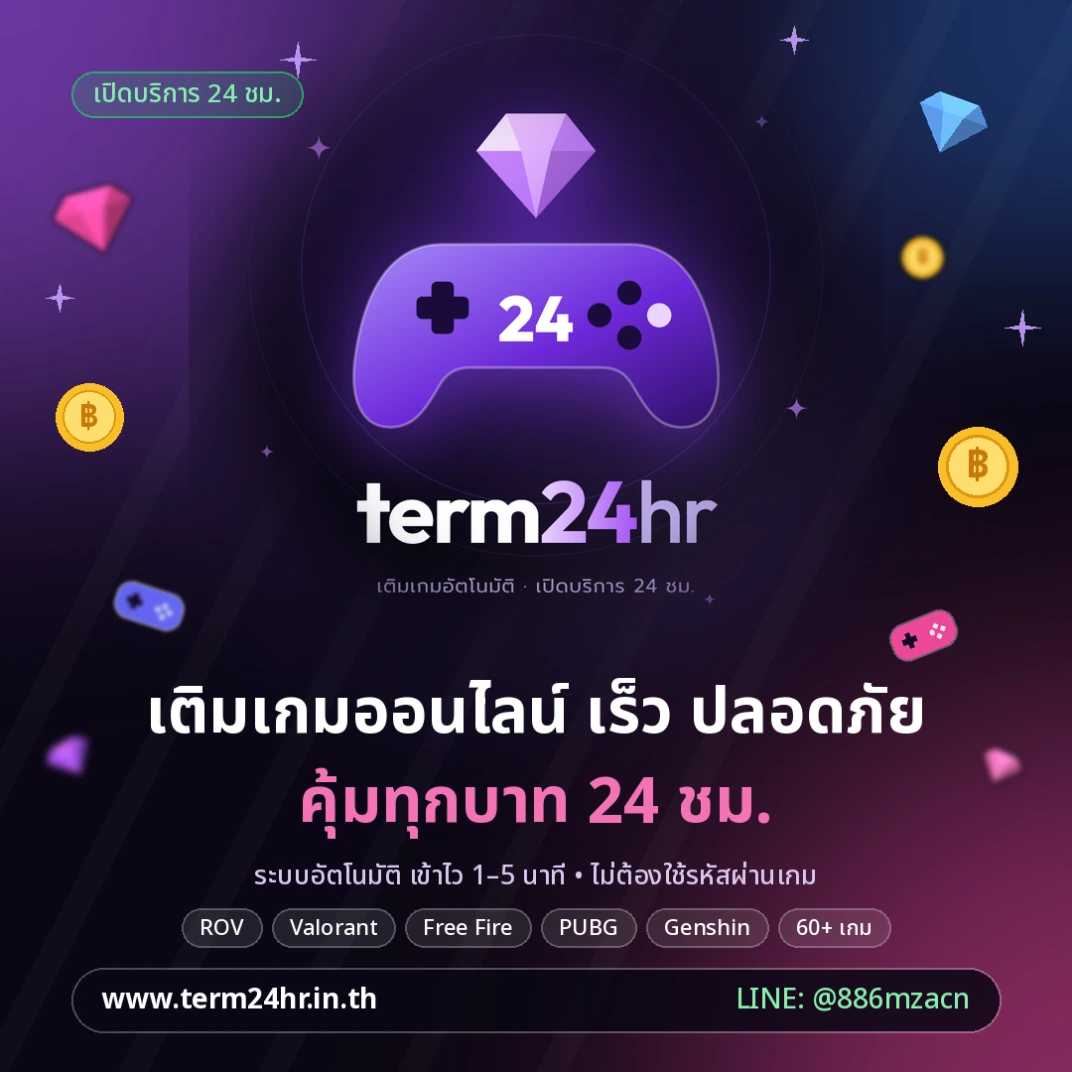 เปิดบริการ 24 ชม.
24
term24hr
เติมเกมอัตโนมัติ · เปิดบริการ 24 ชม.
เติมเกมออนไลน์ เร็ว ปลอดภัย
คุ้มทุกบาท 24 ชม.
ระบบอัตโนมัติ เข้าไว 1–5 นาที • ไม่ต้องใช้รหัสผ่านเกม
ROV Valorant Free Fire PUBG Genshin 60+ เกม
www.term24hr.in.th LINE: @886mzacn